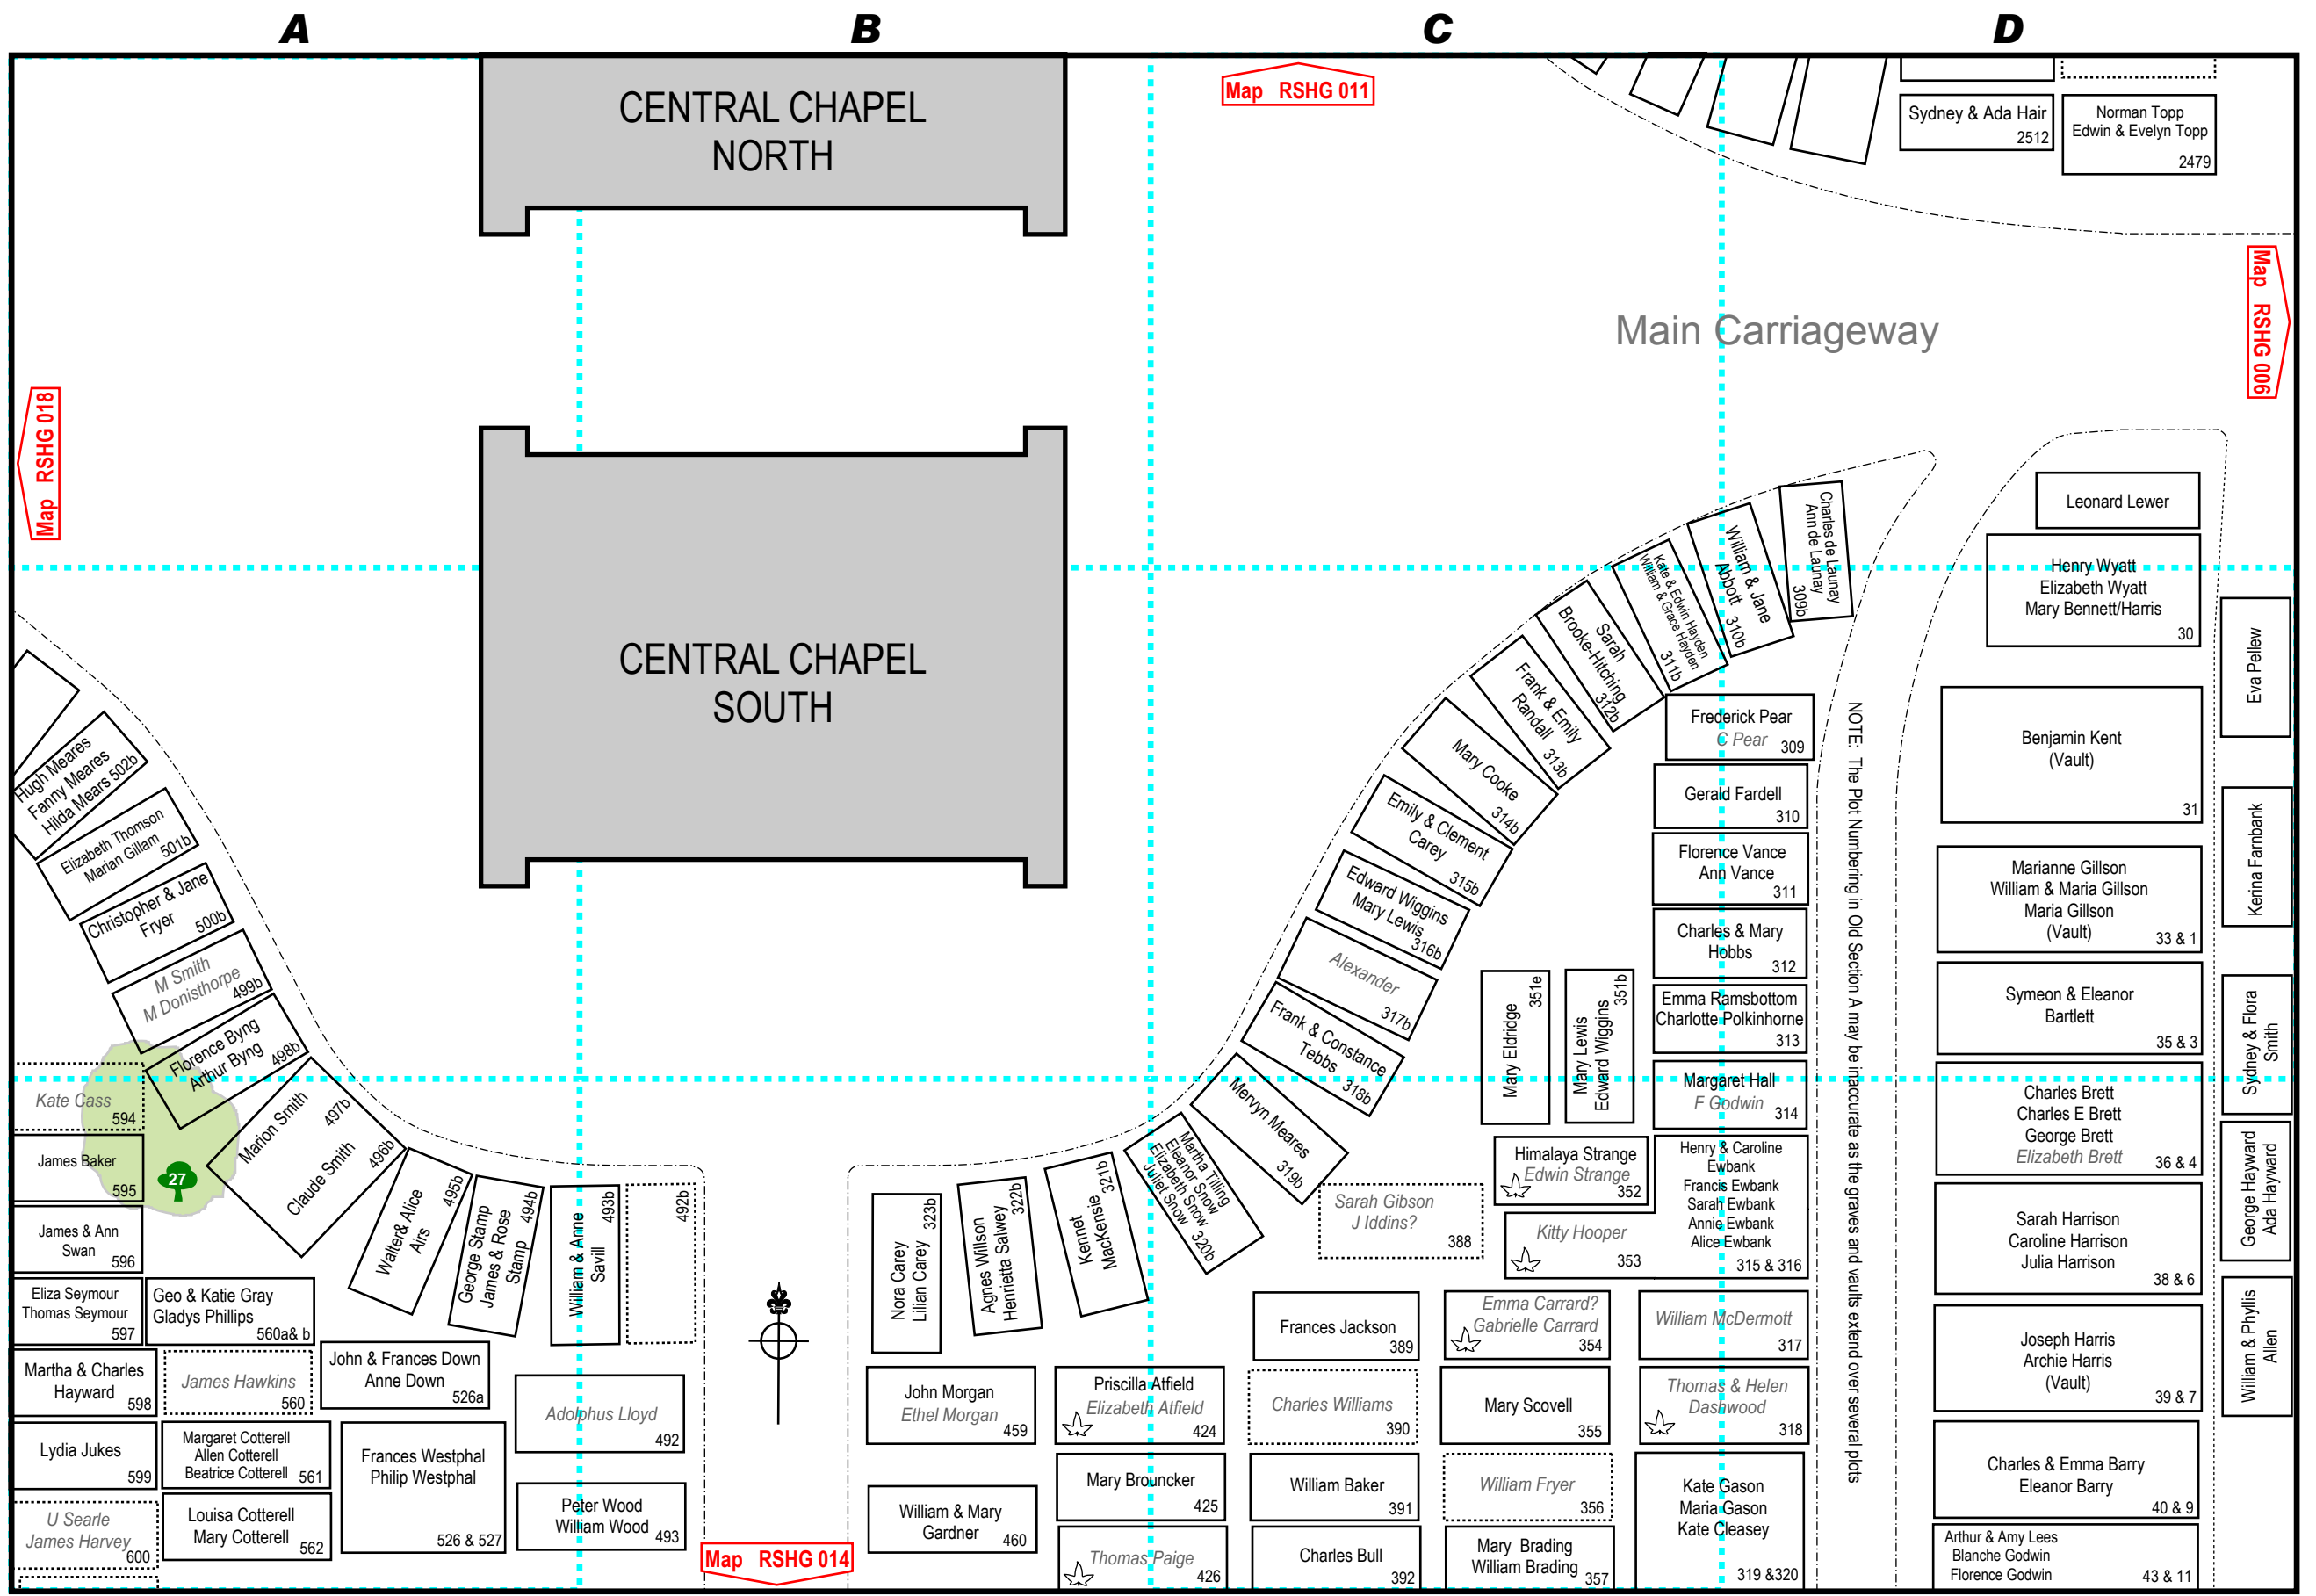 A
B
C
D
CENTRAL CHAPEL
NORTH
Map RSHG 011
Sydney & Ada Hair
2512
Norman Topp
Edwin & Evelyn Topp
2479
Main Carriageway
Map RSHG 006
Map RSHG 018
CENTRAL CHAPEL
SOUTH
Leonard Lewer
Henry Wyatt
Elizabeth Wyatt
Mary Bennett/Harris
30
Benjamin Kent
(Vault)
31
Marianne Gillson
William & Maria Gillson
Maria Gillson
(Vault)
33 & 1
Symeon & Eleanor
Bartlett
35 & 3
Charles Brett
Charles E Brett
George Brett
Elizabeth Brett
36 & 4
Sarah Harrison
Caroline Harrison
Julia Harrison
38 & 6
Joseph Harris
Archie Harris
(Vault)
39 & 7
Charles & Emma Barry
Eleanor Barry
40 & 9
Arthur & Amy Lees
Blanche Godwin
Florence Godwin
43 & 11
Eva Pellew
Kerina Farnbank
Sydney & Flora
Smith
George Hayward
Ada Hayward
William & Phyllis
Allen
NOTE: The Plot Numbering in Old Section A may be inaccurate as the graves and vaults extend over several plots
Charles de Launay
Ann de Launay
309b
William & Jane
Abbott
310b
Kate & Edwin Hayden
William & Grace Hayden
311b
Sarah
Brooke-Hitching
312b
Frank & Emily
Randall
313b
Mary Cooke
314b
Emily & Clement
Carey
315b
Edward Wiggins
Mary Lewis
316b
Alexander
317b
Frank & Constance
Tebbs
318b
Mervyn Meares
319b
Martha Tilling
Eleanor Snow
Elizabeth Snow
Juliet Snow
320b
Kennet
MacKensie
321b
Agnes Willson
Henrietta Salwey
322b
Nora Carey
Lilian Carey
323b
Frederick Pear
C Pear
309
Gerald Fardell
310
Florence Vance
Ann Vance
311
Charles & Mary
Hobbs
312
Emma Ramsbottom
Charlotte Polkinhorne
313
Margaret Hall
F Godwin
314
Henry & Caroline
Ewbank
Francis Ewbank
Sarah Ewbank
Annie Ewbank
Alice Ewbank
315 & 316
William McDermott
317
Thomas & Helen
Dashwood
318
Kate Gason
Maria Gason
Kate Cleasey
319 &320
Mary Eldridge
351e
Mary Lewis
Edward Wiggins
351b
Himalaya Strange
Edwin Strange
352
Kitty Hooper
353
Emma Carrard?
Gabrielle Carrard
354
Mary Scovell
355
William Fryer
356
Mary Brading
William Brading
357
Sarah Gibson
J Iddins?
388
Frances Jackson
389
Charles Williams
390
William Baker
391
Charles Bull
392
Priscilla Atfield
Elizabeth Atfield
424
Mary Brouncker
425
Thomas Paige
426
John Morgan
Ethel Morgan
459
William & Mary
Gardner
460
Map RSHG 014
Hugh Meares
Fanny Meares
Hilda Mears 502b
Elizabeth Thomson
Marian Gillam
501b
Christopher & Jane
Fryer
500b
M Smith
M Donisthorpe
499b
Florence Byng
Arthur Byng
498b
Marion Smith
497b
Claude Smith
496b
Walter& Alice
Airs
495b
George Stamp
James & Rose
Stamp
494b
William & Anne
Savill
493b
492b
Kate Cass
594
James Baker
595
27
James & Ann
Swan
596
Eliza Seymour
Thomas Seymour
597
Martha & Charles
Hayward
598
Lydia Jukes
599
U Searle
James Harvey
600
Geo & Katie Gray
Gladys Phillips
560a& b
James Hawkins
560
Margaret Cotterell
Allen Cotterell
Beatrice Cotterell
561
Louisa Cotterell
Mary Cotterell
562
John & Frances Down
Anne Down
526a
Frances Westphal
Philip Westphal
526 & 527
Adolphus Lloyd
492
Peter Wood
William Wood
493